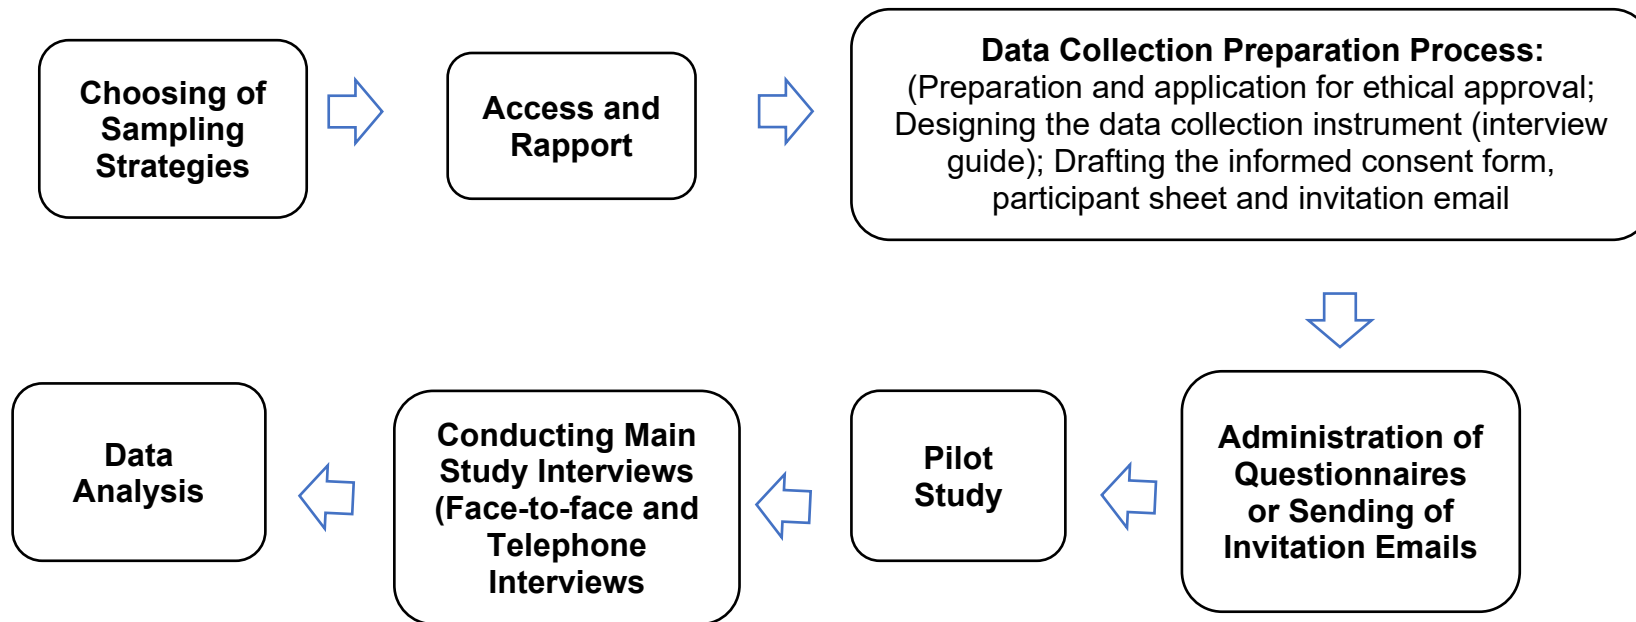 Choosing of
Sampling
Strategies
Access and
Rapport
Data Collection Preparation Process:
(Preparation and application for ethical approval;
Designing the data collection instrument (interview
guide); Drafting the informed consent form,
participant sheet and invitation email
Administration of
Questionnaires
or Sending of
Invitation Emails
Pilot
Study
Conducting Main
Study Interviews
(Face-to-face and
Telephone
Interviews
Data
Analysis